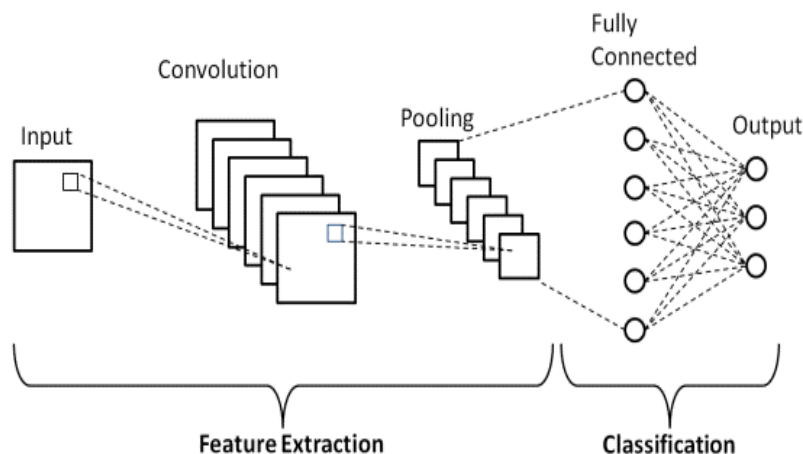 Input
Convolution
Pooling
Fully
Connected
Output
Feature Extraction
Classification